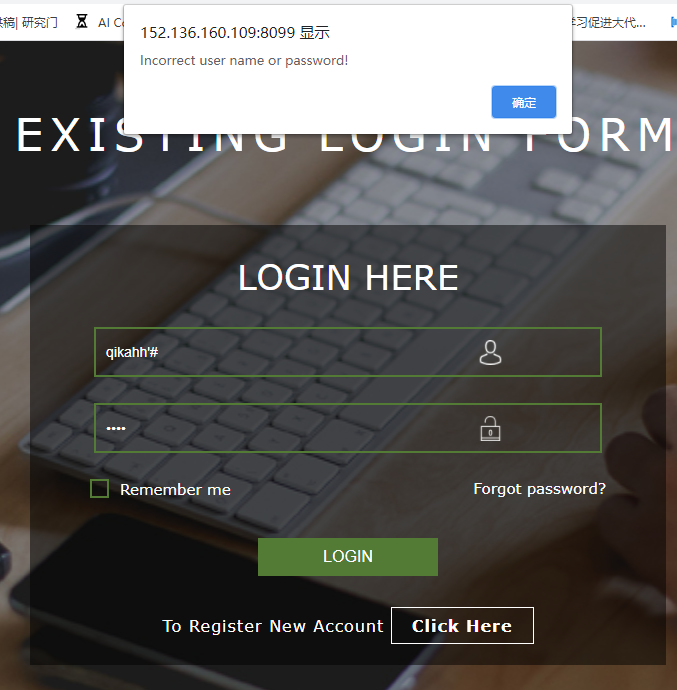 稿| 研究门
AI Co
学习促进大代...
152.136.160.109:8099 显示
Incorrect user name or password!
确定
EXISTING LOGIN FORM
LOGIN HERE
qikahh'#
••••
Remember me
Forgot password?
LOGIN
To Register New Account
Click Here